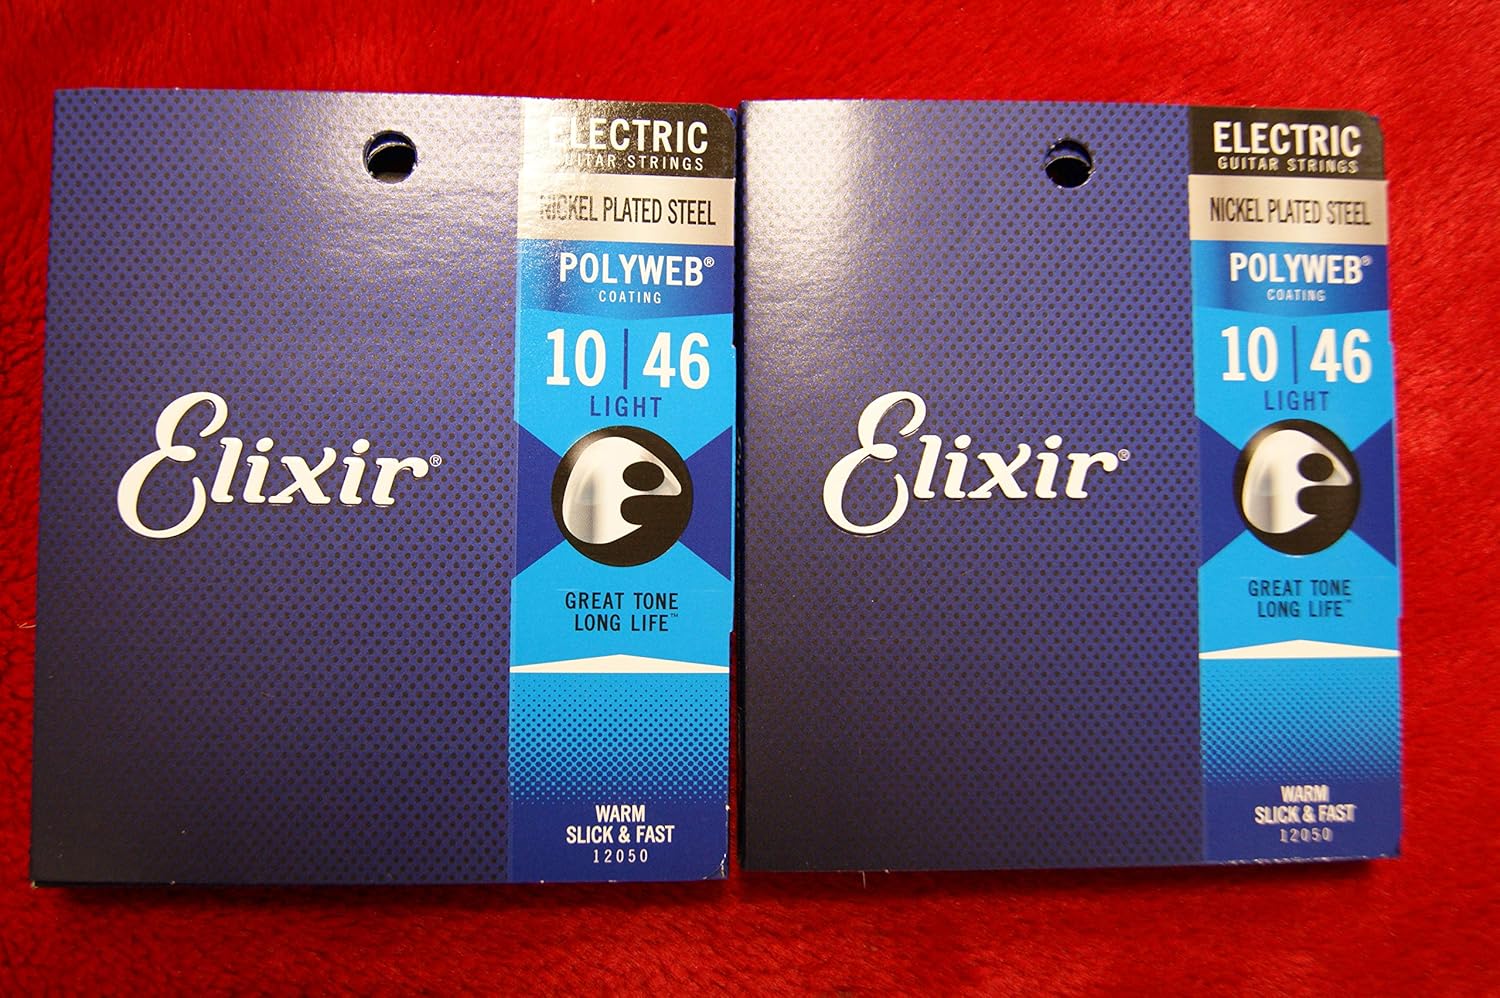 ELECTRIC
GUITAR STRINGS
NICKEL PLATED STEEL
POLYWEB®
COATING
10 | 46
LIGHT
Elixir®
GREAT TONE
LONG LIFE™
WARM
SLICK & FAST
12050
ELECTRIC
GUITAR STRINGS
NICKEL PLATED STEEL
POLYWEB®
COATING
10 | 46
LIGHT
Elixir®
GREAT TONE
LONG LIFE™
WARM
SLICK & FAST
12050